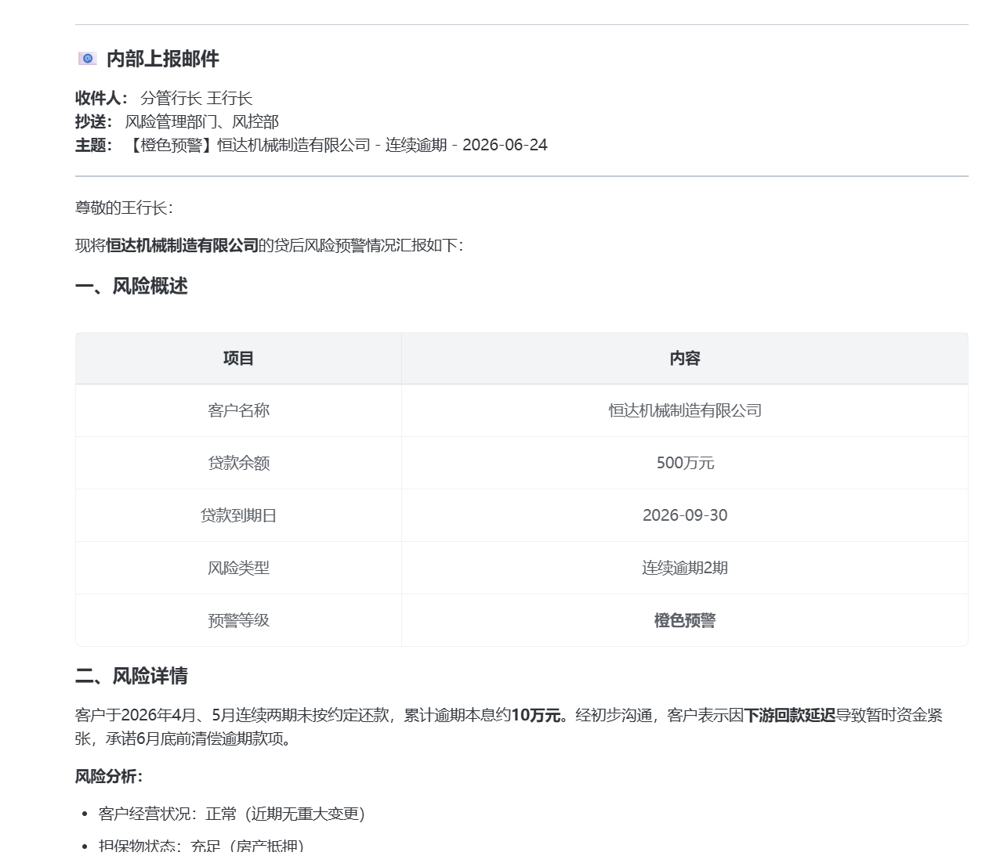 内部上报邮件
收件人： 分管行长 王行长
抄送： 风险管理部门、风控部
主题： 【橙色预警】恒达机械制造有限公司 - 连续逾期 - 2026-06-24
尊敬的王行长：
现将恒达机械制造有限公司的贷后风险预警情况汇报如下：
一、风险概述
项目 内容
客户名称 恒达机械制造有限公司
贷款余额 500万元
贷款到期日 2026-09-30
风险类型 连续逾期2期
预警等级 橙色预警
二、风险详情
客户于2026年4月、5月连续两期未按约定还款，累计逾期本息约10万元。经初步沟通，客户表示因下游回款延迟导致暂时资金紧
张，承诺6月底前清偿逾期款项。
风险分析：
• 客户经营状况：正常（近期无重大变更）
• 担保物状态：充足（房产抵押）